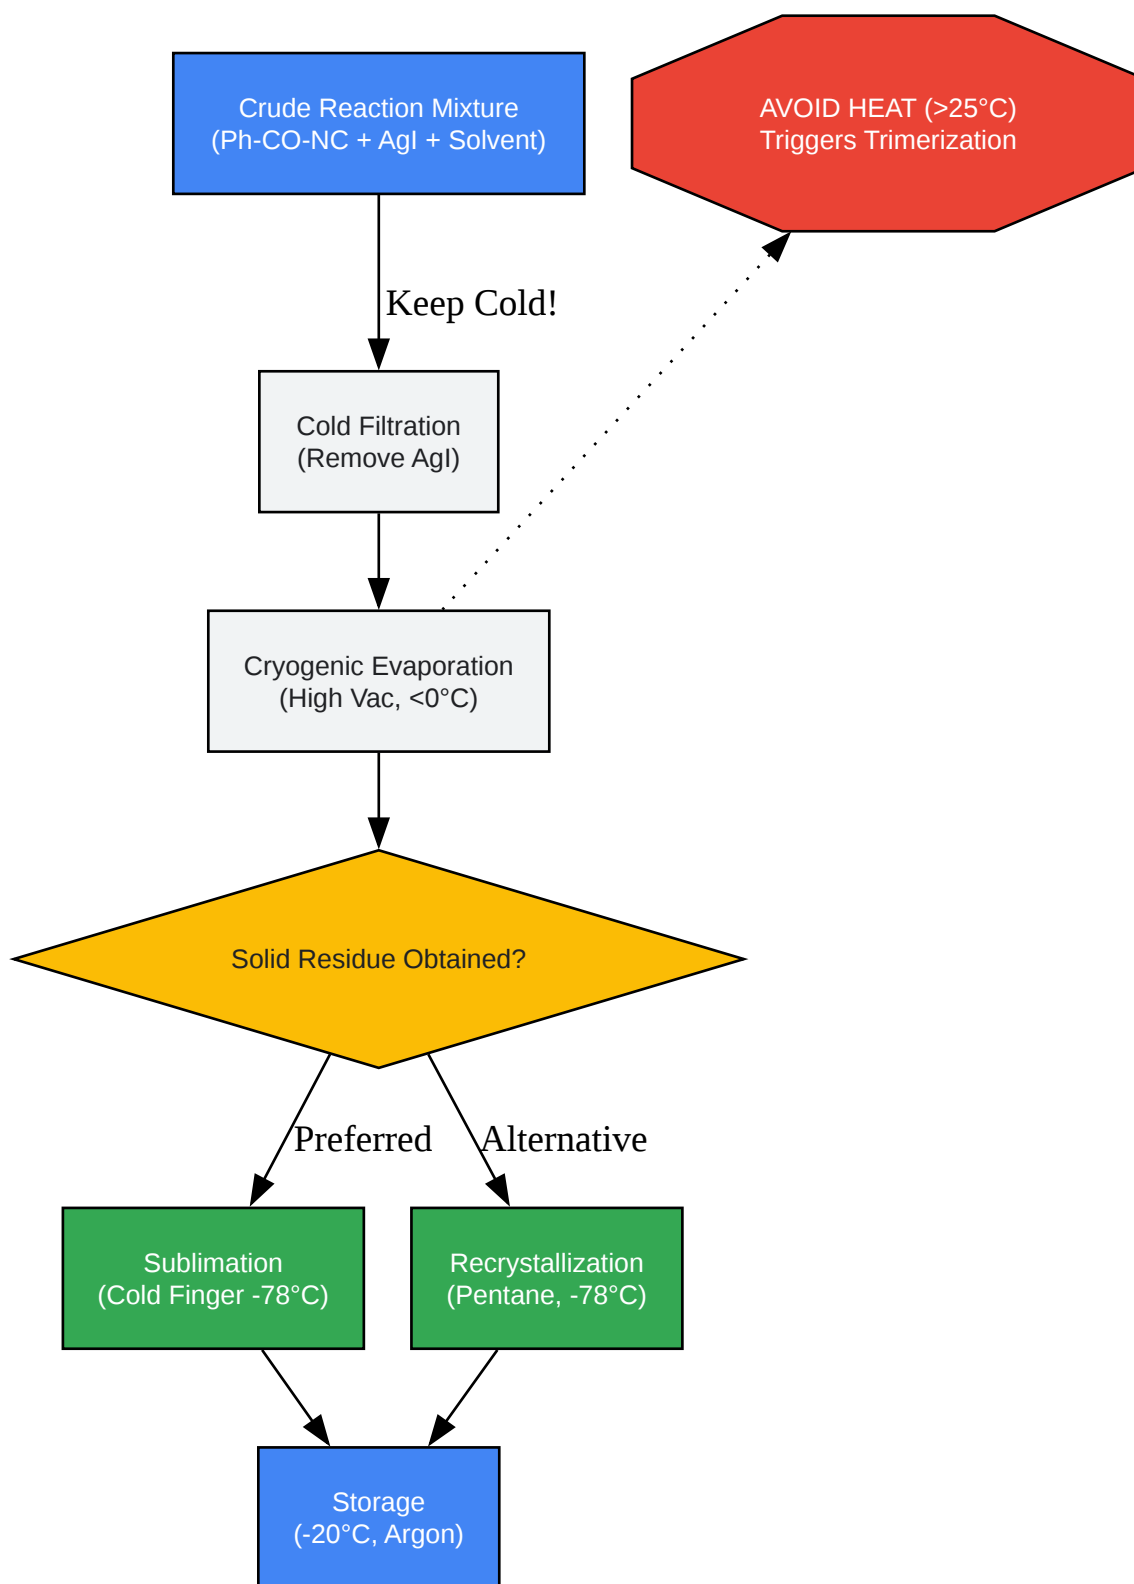 Crude Reaction Mixture
(Ph-CO-NC + AgI + Solvent)
AVOID HEAT (>25°C)
Triggers Trimerization
Keep Cold!
Cold Filtration
(Remove AgI)
Cryogenic Evaporation
(High Vac, <0°C)
Solid Residue Obtained?
Preferred
Alternative
Sublimation
(Cold Finger -78°C)
Recrystallization
(Pentane, -78°C)
Storage
(-20°C, Argon)